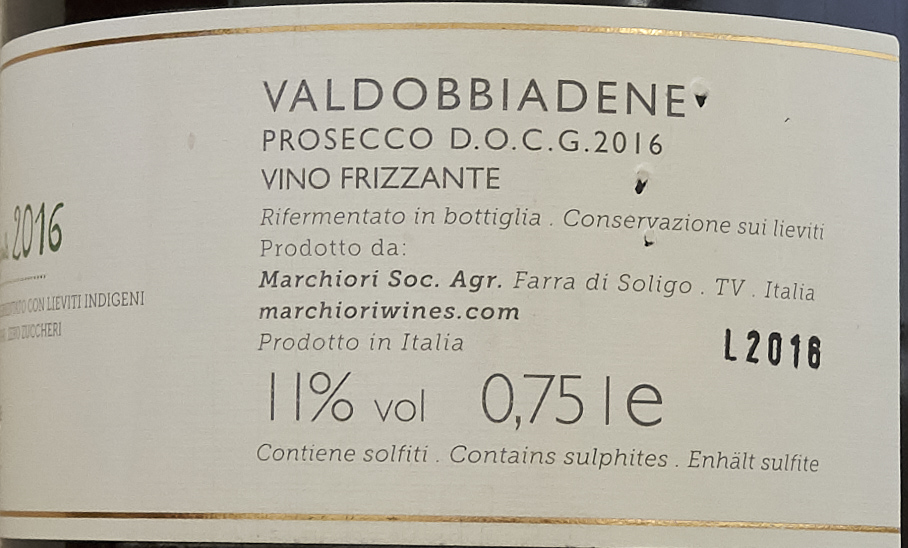 VALDOBBIADENE
PROSECCO D.O.C.G.2016
VINO FRIZZANTE
Rifermentato in bottiglia . Conservazione sui lieviti
Prodotto da:
Marchiori Soc. Agr. Farra di Soligo . TV . Italia
marchioriwines.com
Prodotto in Italia
L2016
11% vol 0,75 l e
Contiene solfiti . Contains sulphites . Enhält sulfite
2016
CON LIEVITI INDIGENI
ZUCCHERI